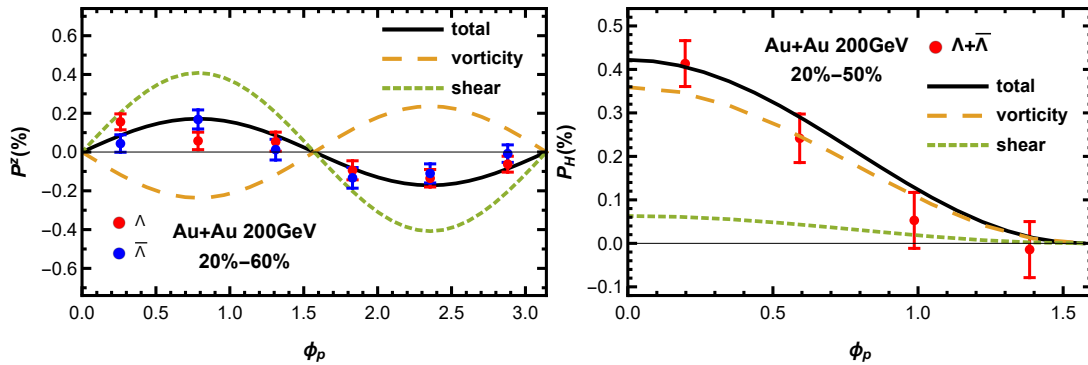 total
vorticity
shear
0.6
0.4
0.2
0.0
−0.2
−0.4
−0.6
P^z(%)
Λ
Λ̅
Au+Au 200GeV
20%−60%
0.0
0.5
1.0
1.5
2.0
2.5
3.0
ϕ_p
Au+Au 200GeV
20%−50%
Λ+Λ̅
total
vorticity
shear
0.5
0.4
0.3
0.2
0.1
0.0
−0.1
P_H(%)
0.0
0.5
1.0
1.5
ϕ_p